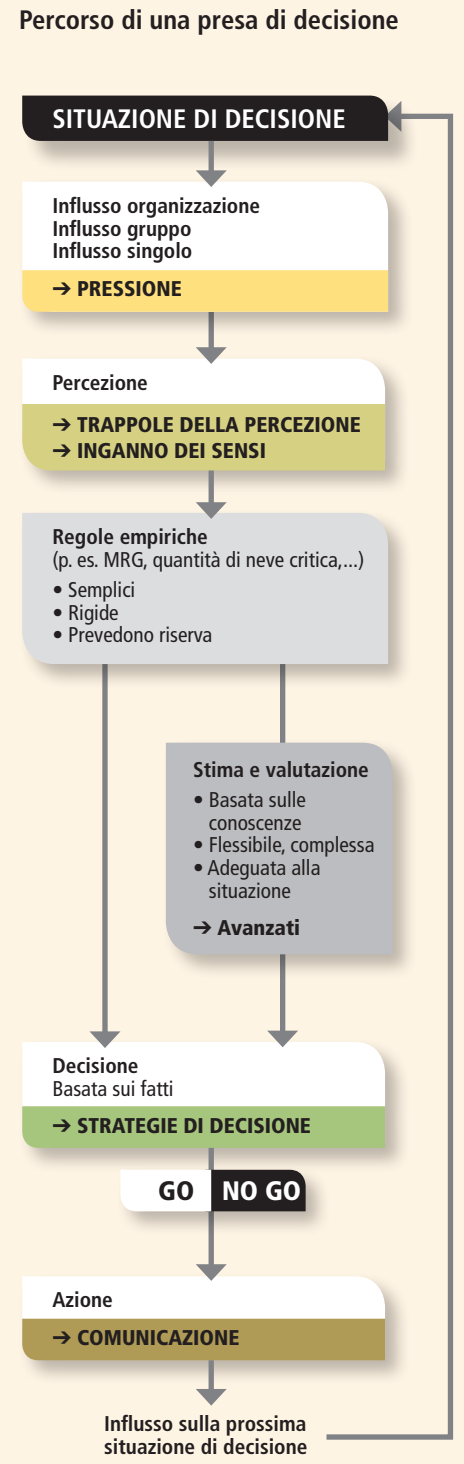 Percorso di una presa di decisione
SITUAZIONE DI DECISIONE
Influsso organizzazione
Influsso gruppo
Influsso singolo
➔ PRESSIONE
Percezione
➔ TRAPPOLE DELLA PERCEZIONE
➔ INGANNO DEI SENSI
Regole empiriche
(p. es. MRG, quantità di neve critica,...)
• Semplici
• Rigide
• Prevedono riserva
Stima e valutazione
• Basata sulle
conoscenze
• Flessibile, complessa
• Adeguata alla
situazione
➔ Avanzati
Decisione
Basata sui fatti
➔ STRATEGIE DI DECISIONE
GO NO GO
Azione
➔ COMUNICAZIONE
Influsso sulla prossima
situazione di decisione